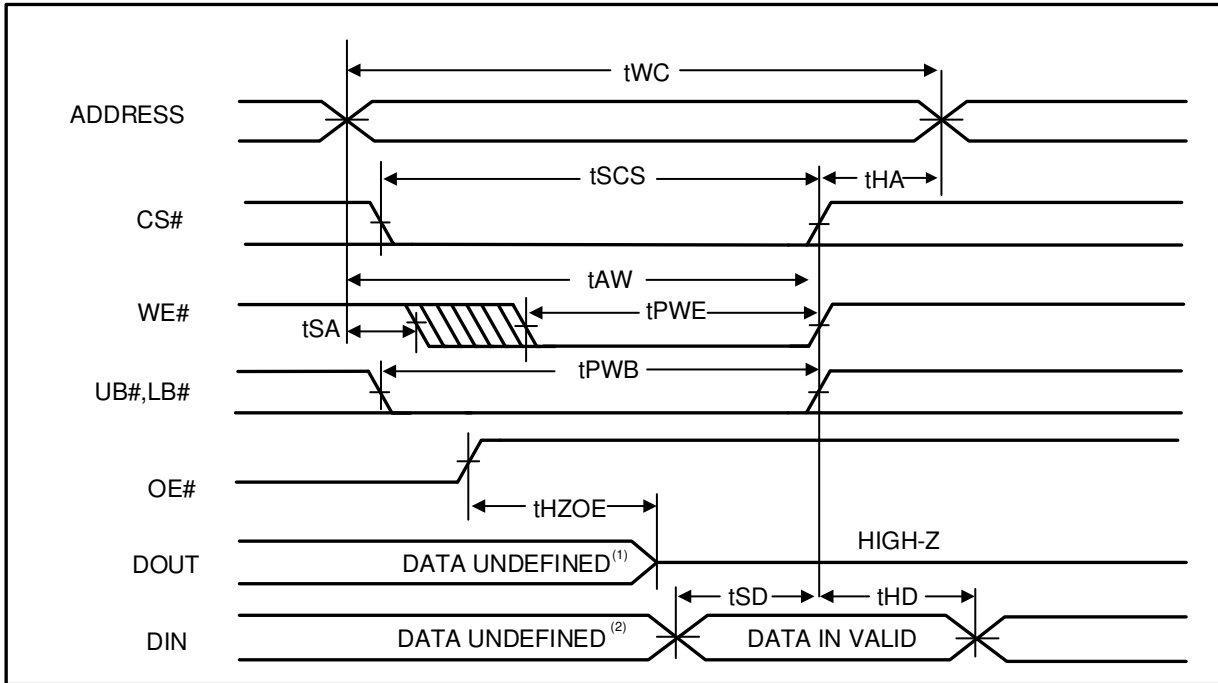 tWC
ADDRESS
tSCS
tHA
CS#
tAW
WE#
tSA
tPWE
tPWB
UB#,LB#
OE#
tHZOE
HIGH-Z
DOUT
DATA UNDEFINED(1)
tSD
tHD
DIN
DATA UNDEFINED(2)
DATA IN VALID